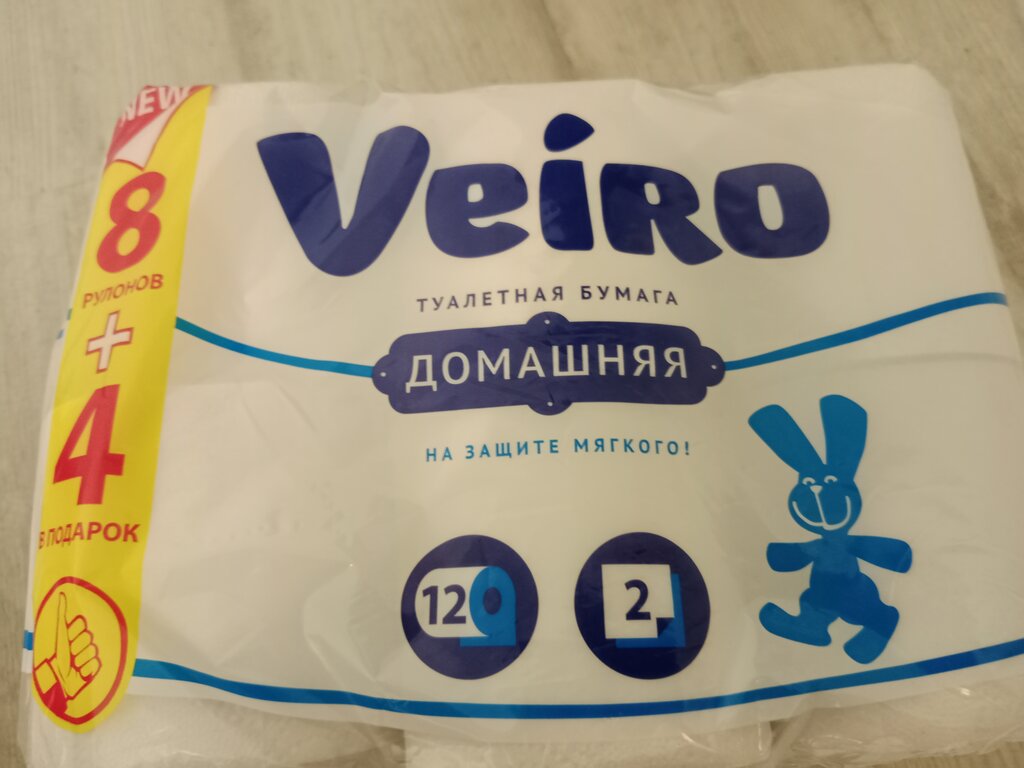 NEW
8
РУЛОНОВ
+
4
В ПОДАРОК
Veiro
ТУАЛЕТНАЯ БУМАГА
ДОМАШНЯЯ
НА ЗАЩИТЕ МЯГКОГО!
12
2